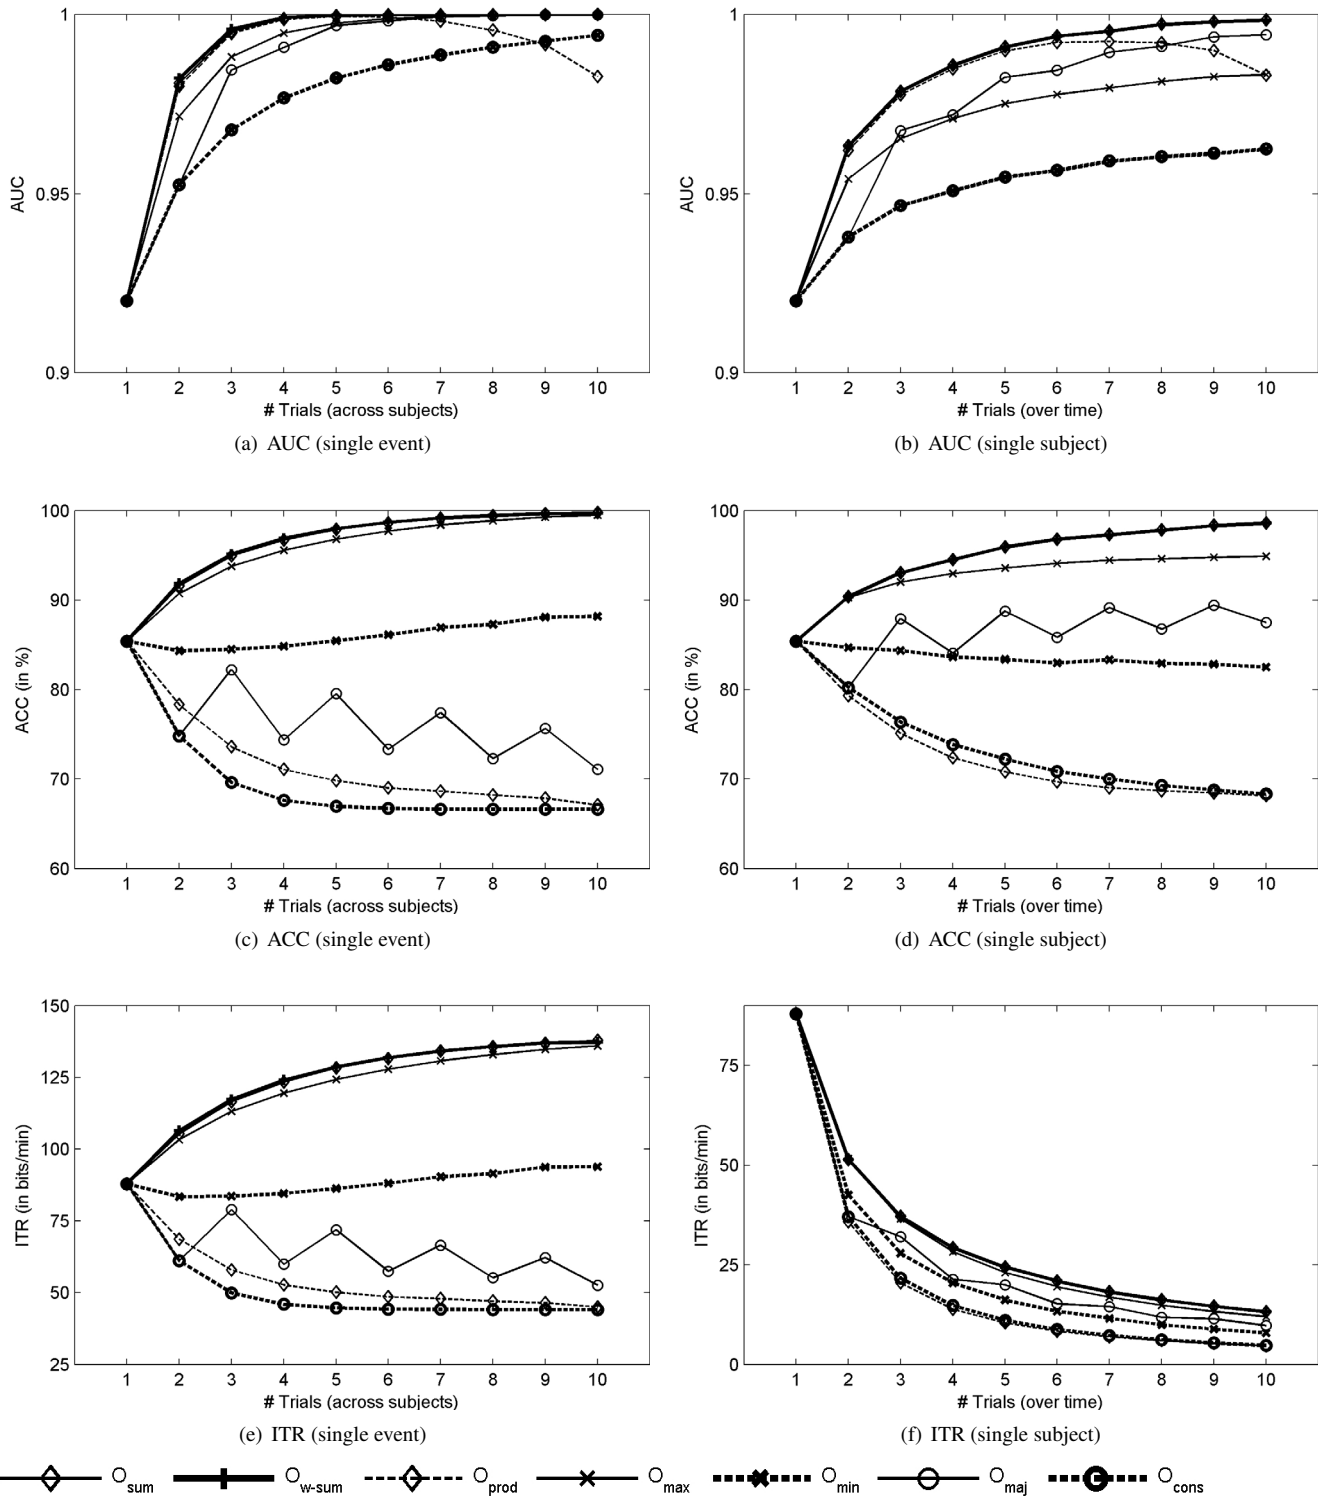 1
0.95
0.9
AUC
1 2 3 4 5 6 7 8 9 10
# Trials (across subjects)
(a) AUC (single event)
1
0.95
0.9
AUC
1 2 3 4 5 6 7 8 9 10
# Trials (over time)
(b) AUC (single subject)
100
90
80
70
60
ACC (in %)
1 2 3 4 5 6 7 8 9 10
# Trials (across subjects)
(c) ACC (single event)
100
90
80
70
60
ACC (in %)
1 2 3 4 5 6 7 8 9 10
# Trials (over time)
(d) ACC (single subject)
150
125
100
75
50
25
ITR (in bits/min)
1 2 3 4 5 6 7 8 9 10
# Trials (across subjects)
(e) ITR (single event)
75
50
25
0
ITR (in bits/min)
1 2 3 4 5 6 7 8 9 10
# Trials (over time)
(f) ITR (single subject)
O sum O w-sum O prod O max O min O maj O cons